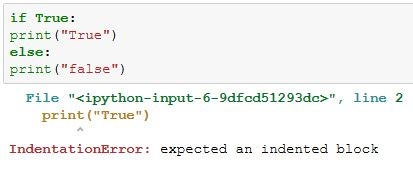 if True:
print("True")
else:
print("false")
File "<ipython-input-6-9dfcd51293dc>", line 2
print("True")
^
IndentationError: expected an indented block